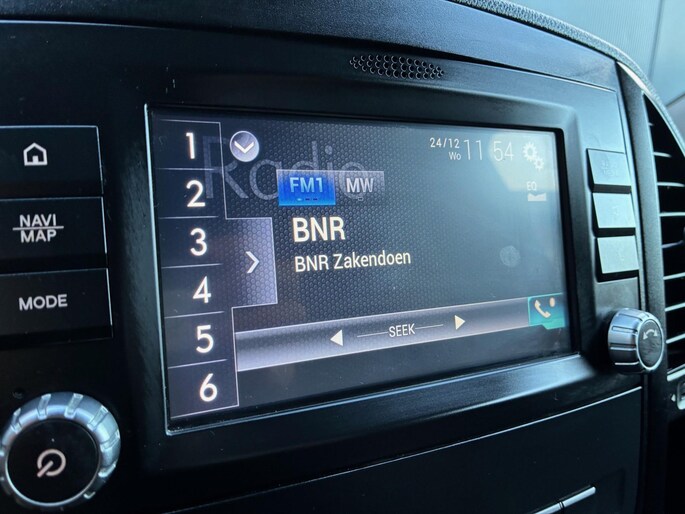 Radio
24/12
Wo
11 54
FM1
MW
EQ
BNR
BNR Zakendoen
SEEK
1
2
3
4
5
6
NAVI
MAP
MODE